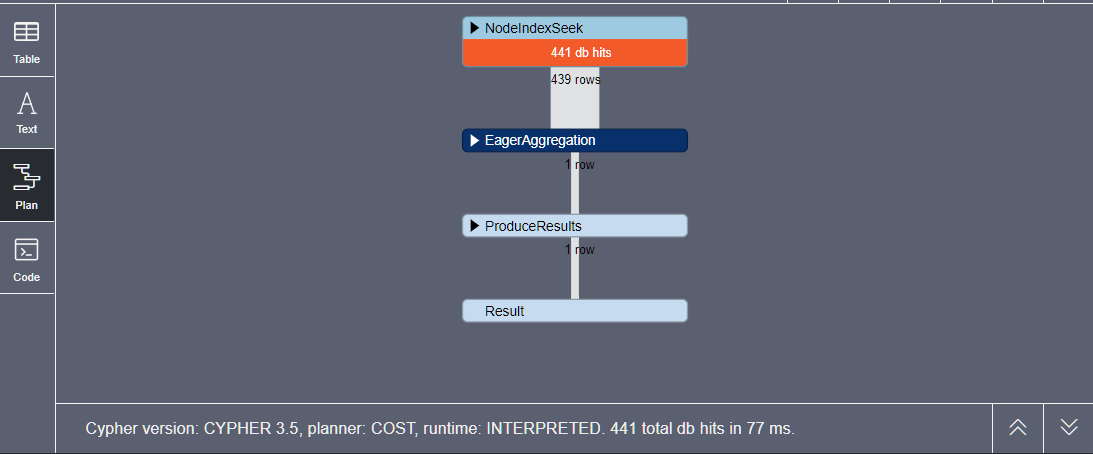 Table
Text
Plan
Code
NodeIndexSeek
441 db hits
439 rows
EagerAggregation
1 row
ProduceResults
1 row
Result
Cypher version: CYPHER 3.5, planner: COST, runtime: INTERPRETED. 441 total db hits in 77 ms.